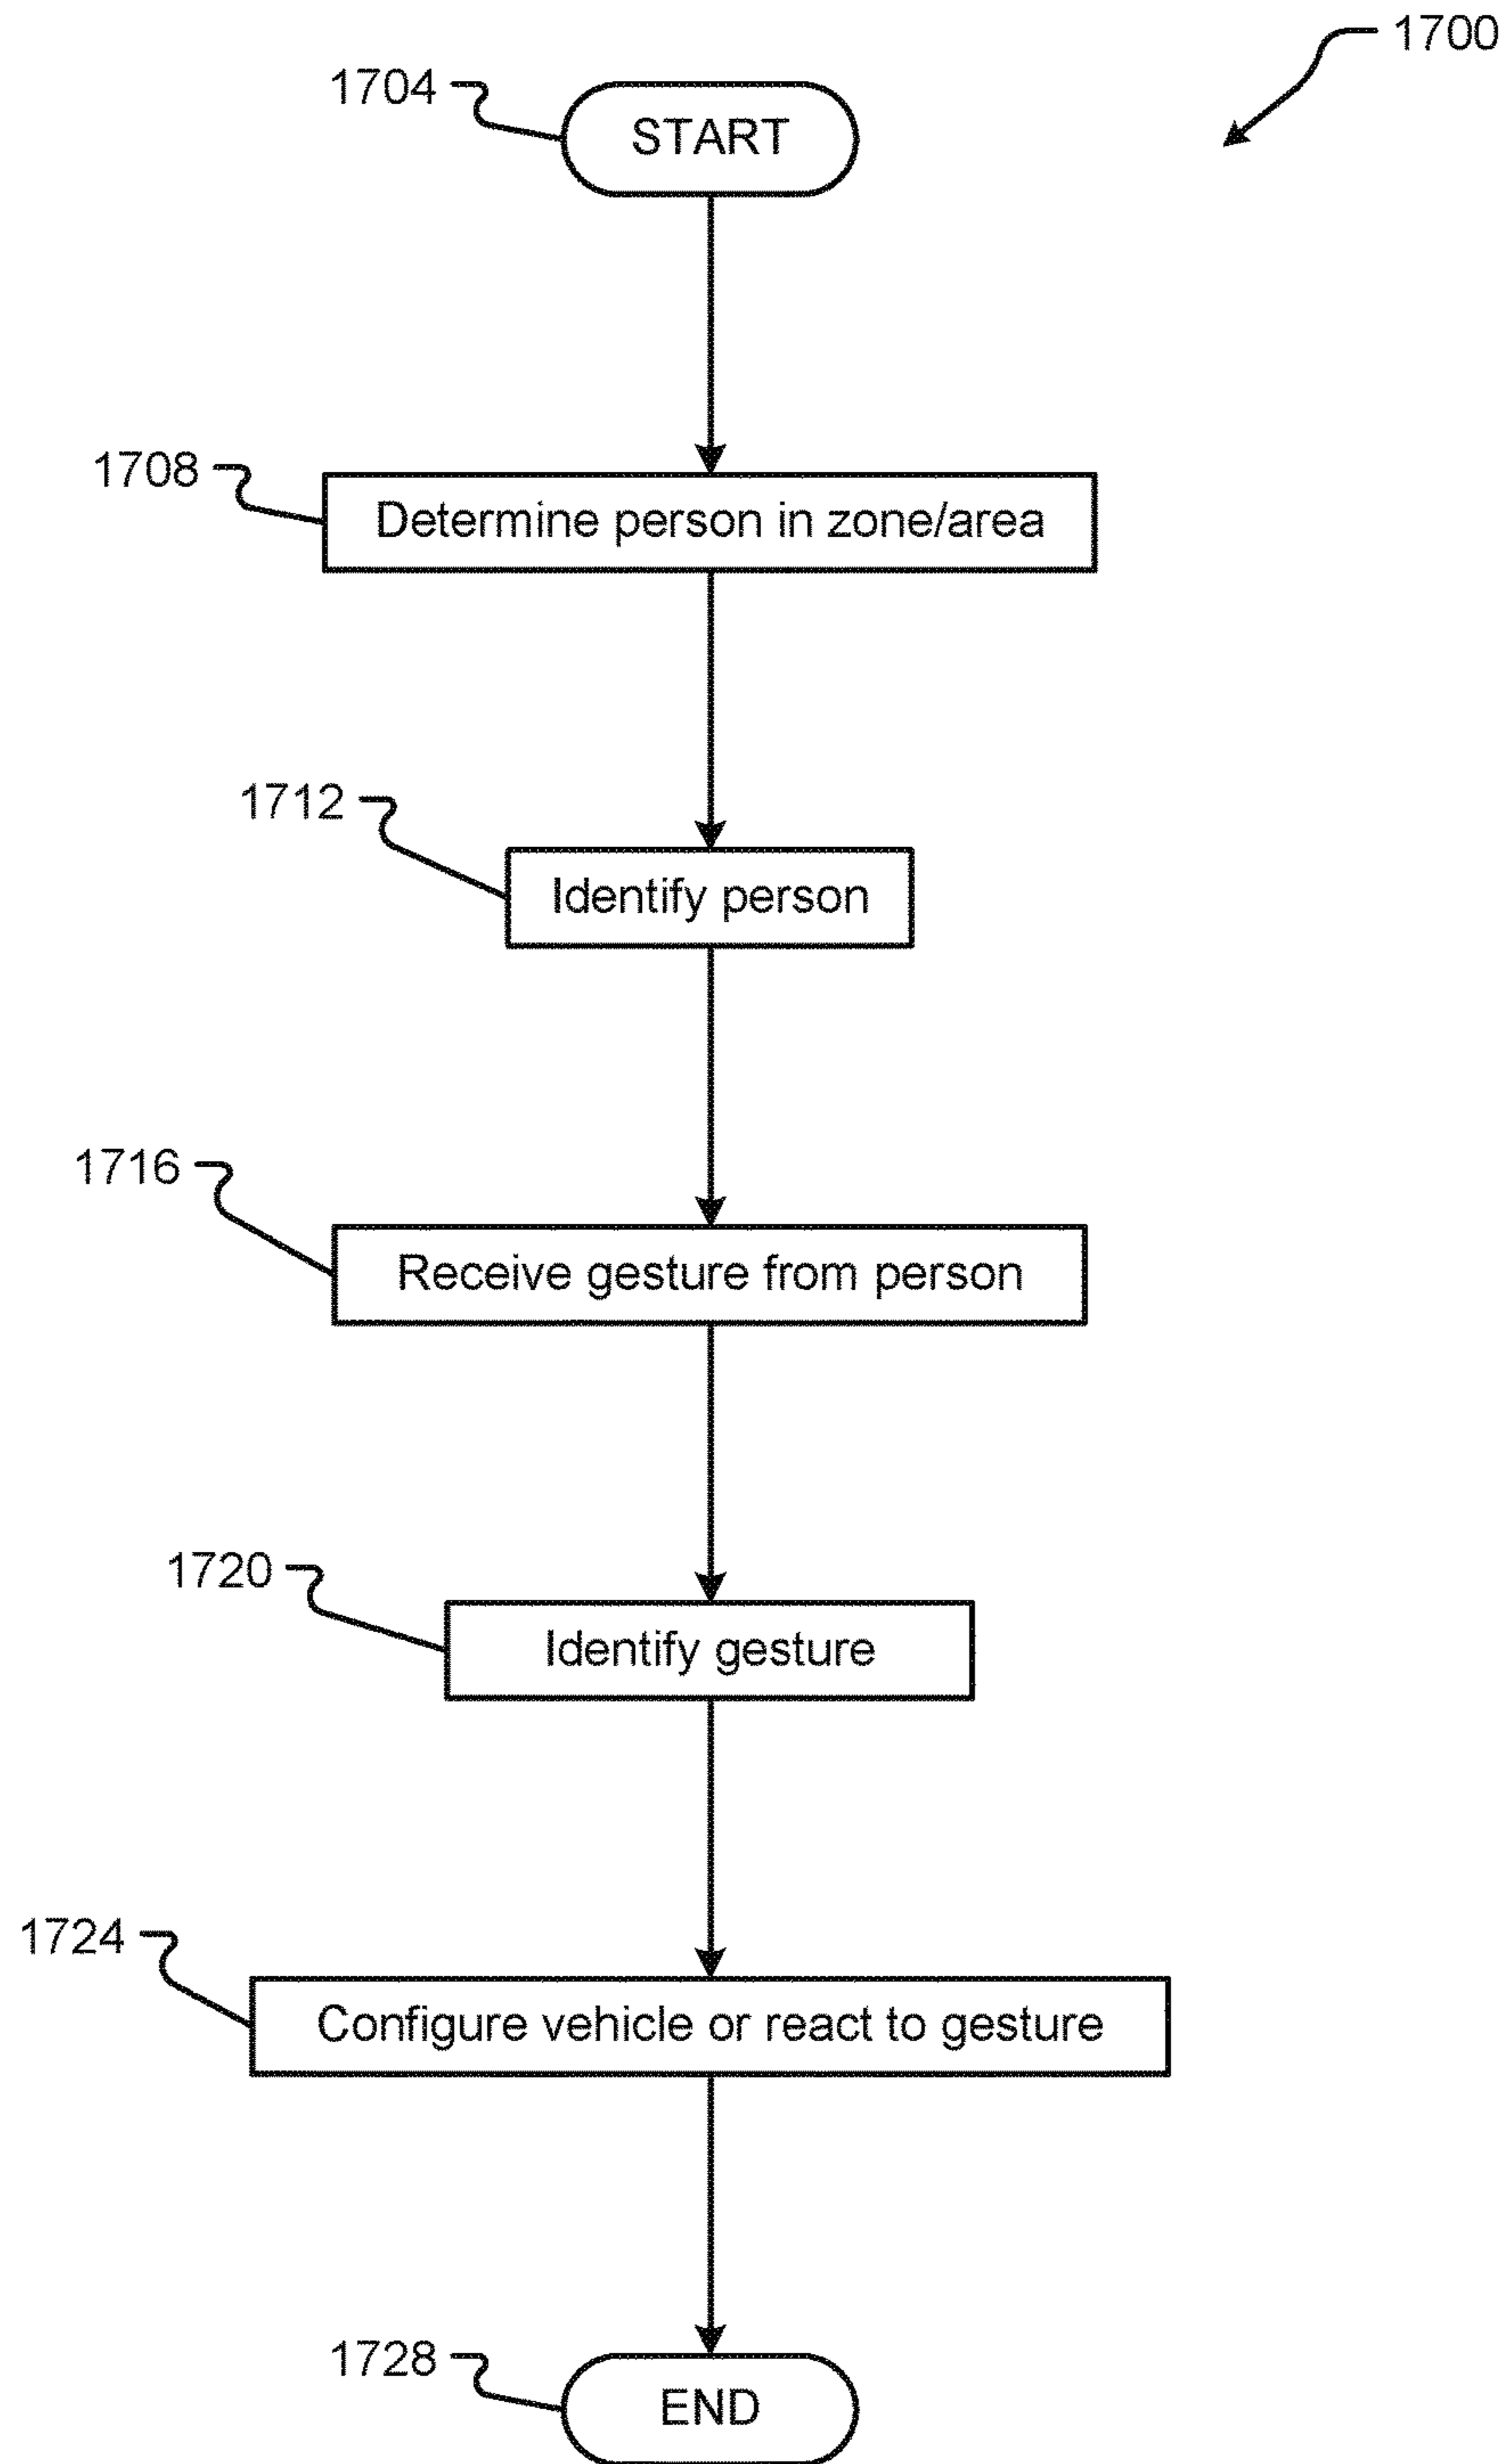 1700
1704
START
1708
Determine person in zone/area
1712
Identify person
1716
Receive gesture from person
1720
Identify gesture
1724
Configure vehicle or react to gesture
1728
END